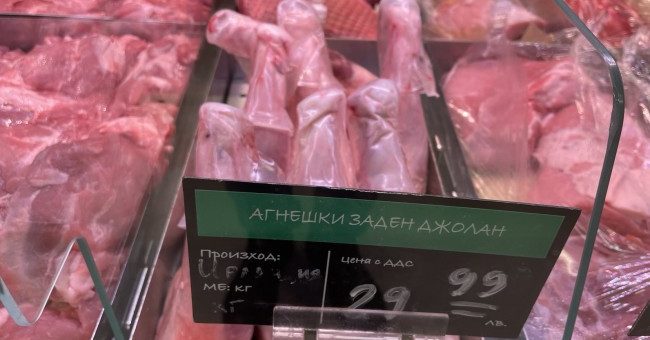 АГНЕШКИ ЗАДЕН ДЖОЛАН
Произход:
МЕ: кг
кг
Цена с ДДС
29 99
лв.